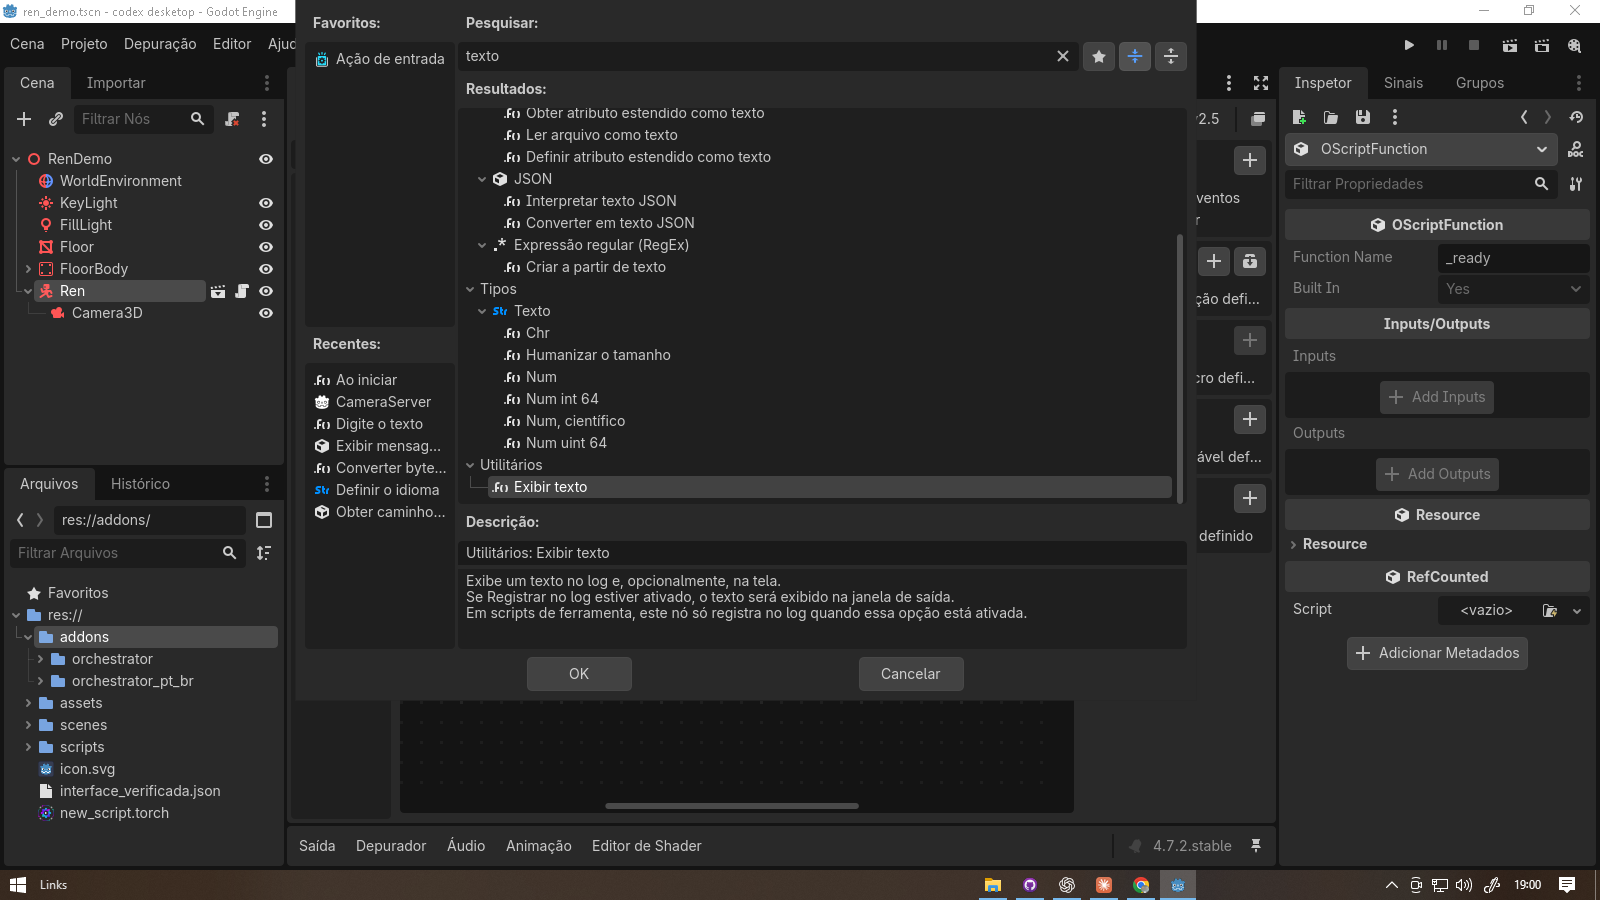 ren_demo.tscn - codex desketop - Godot Engine
Cena Projeto Depuração Editor Ajud
Cena Importar
Filtrar Nós
RenDemo
WorldEnvironment
KeyLight
FillLight
Floor
FloorBody
Ren
Camera3D
Arquivos Histórico
res://addons/
Filtrar Arquivos
Favoritos
res://
addons
orchestrator
orchestrator_pt_br
assets
scenes
scripts
icon.svg
interface_verificada.json
new_script.torch
Favoritos:
Ação de entrada
Recentes:
Ao iniciar
CameraServer
Digite o texto
Exibir mensag...
Converter byte...
Definir o idioma
Obter caminho...
Pesquisar:
texto
Resultados:
Obter atributo estendido como texto
Ler arquivo como texto
Definir atributo estendido como texto
JSON
Interpretar texto JSON
Converter em texto JSON
Expressão regular (RegEx)
Criar a partir de texto
Tipos
Str Texto
Chr
Humanizar o tamanho
Num
Num int 64
Num, científico
Num uint 64
Utilitários
Exibir texto
Descrição:
Utilitários: Exibir texto
Exibe um texto no log e, opcionalmente, na tela.
Se Registrar no log estiver ativado, o texto será exibido na janela de saída.
Em scripts de ferramenta, este nó só registra no log quando essa opção está ativada.
OK Cancelar
2.5
ventos
r
ção defi...
cro defi...
ável def...
definido
Saída Depurador Áudio Animação Editor de Shader
4.7.2.stable
Inspetor Sinais Grupos
OScriptFunction
DOC
Filtrar Propriedades
OScriptFunction
Function Name _ready
Built In Yes
Inputs/Outputs
Inputs
Add Inputs
Outputs
Add Outputs
Resource
Resource
RefCounted
Script <vazio>
Adicionar Metadados
Links
19:00